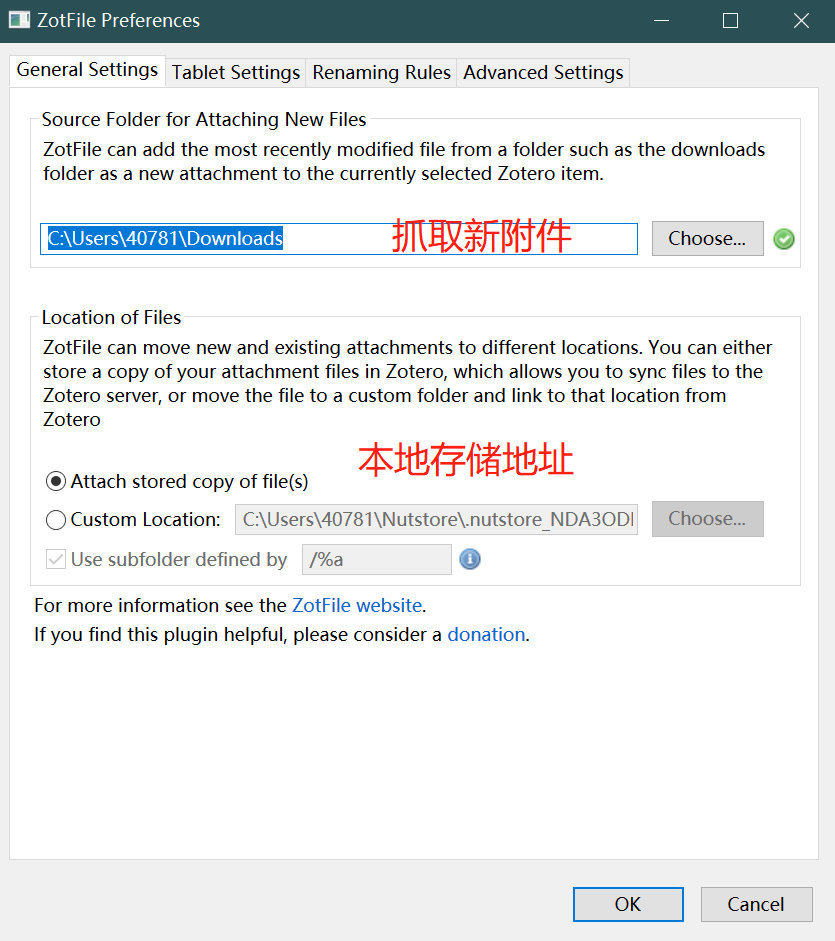 ZotFile Preferences
General Settings
Tablet Settings
Renaming Rules
Advanced Settings
Source Folder for Attaching New Files
ZotFile can add the most recently modified file from a folder such as the downloads
folder as a new attachment to the currently selected Zotero item.
C:\Users\40781\Downloads
抓取新附件
Choose...
Location of Files
ZotFile can move new and existing attachments to different locations. You can either
store a copy of your attachment files in Zotero, which allows you to sync files to the
Zotero server, or move the file to a custom folder and link to that location from
Zotero
本地存储地址
Attach stored copy of file(s)
Custom Location:
C:\Users\40781\Nutstore\.nutstore_NDA3OD
Choose...
Use subfolder defined by
/%a
For more information see the ZotFile website.
If you find this plugin helpful, please consider a donation.
OK
Cancel